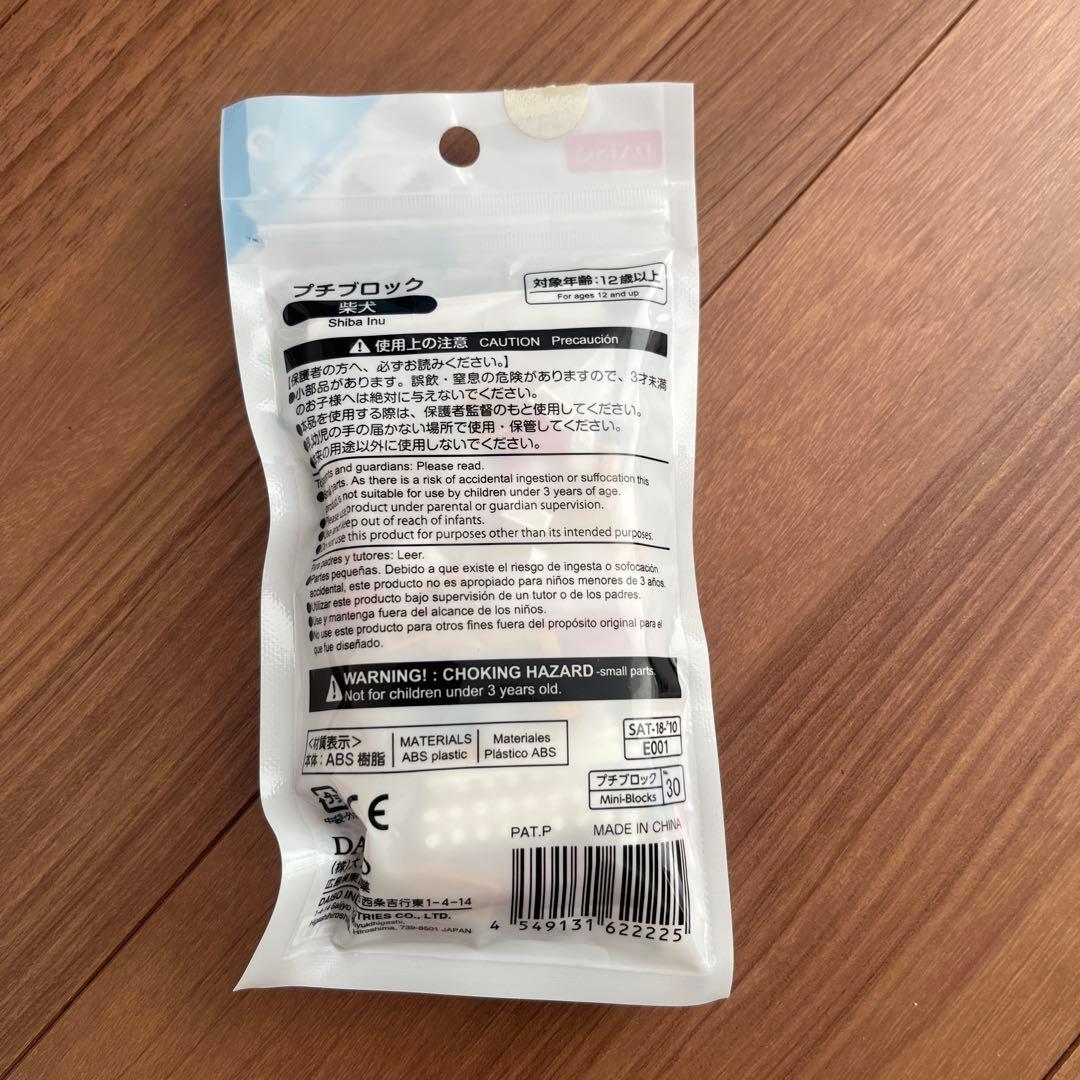 DAISO
プチブロック
柴犬
Shiba Inu
対象年齢:12歳以上
For ages 12 and up
使用上の注意 CAUTION Precaución
【保護者の方へ、必ずお読みください。】
●小部品があります。誤飲・窒息の危険がありますので、3才未満
のお子様へは絶対に与えないでください。
●本品を使用する際は、保護者監督のもと使用してください。
幼児の手の届かない場所で使用・保管してください。
来の用途以外に使用しないでください。
and guardians: Please read.
parts. As there is a risk of accidental ingestion or suffocation this
not suitable for use by children under 3 years of age.
product under parental or guardian supervision.
keep out of reach of infants.
use this product for purposes other than its intended purposes.
padres y tutores: Leer.
●Partes pequeñas. Debido a que existe el riesgo de ingesta o sofocación
accidental, este producto no es apropiado para niños menores de 3 años.
●Utilizar este producto bajo supervisión de un tutor o de los padres.
●Use y mantenga fuera del alcance de los niños.
●No use este producto para otros fines fuera del propósito original para el
que fue diseñado.
WARNING! : CHOKING HAZARD -small parts.
Not for children under 3 years old.
<材質表示>
本体:ABS樹脂
MATERIALS
ABS plastic
Materiales
Plástico ABS
SAT-18-'10
E001
プチブロック
Mini-Blocks
No 30
CE
PAT.P MADE IN CHINA
DA
(株)
西条吉行東1-4-14
DAISO IN
TRIES CO., LTD.
Hiroshima, 739-8501 JAPAN
4 549131 622225